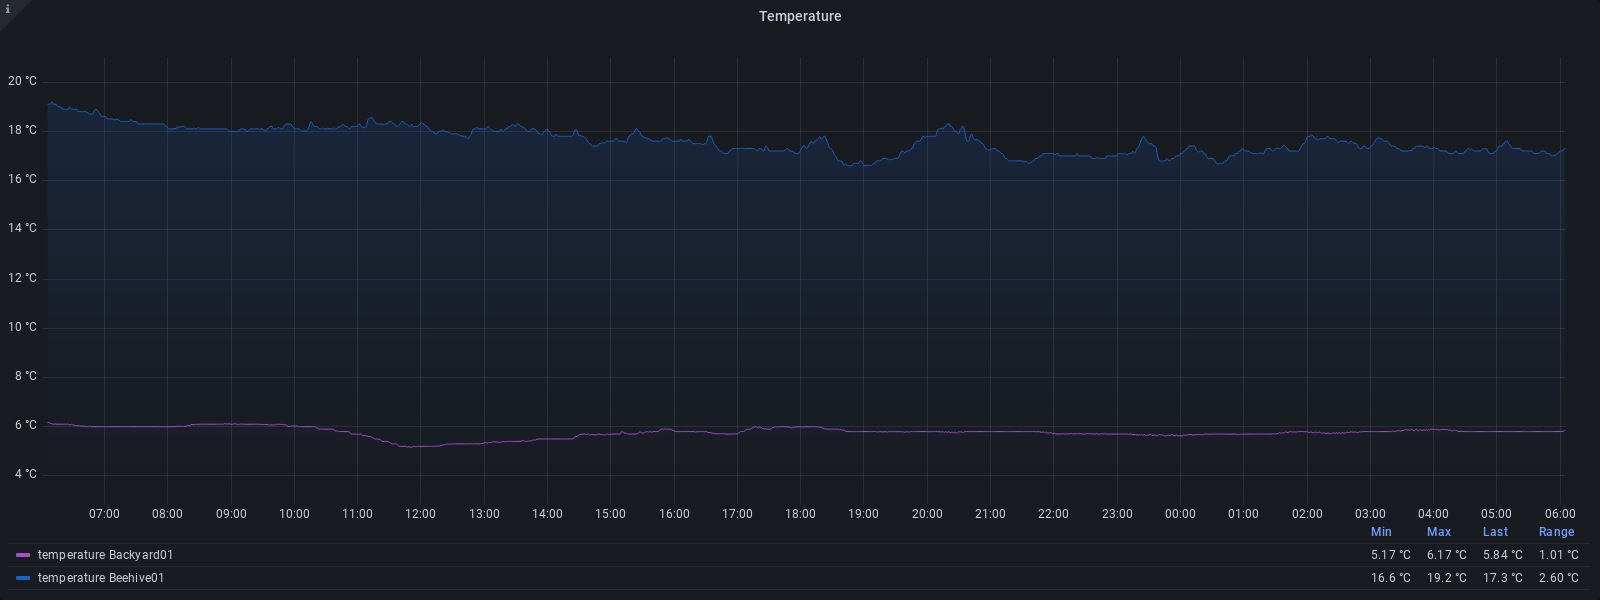 i
Temperature
20 °C
18 °C
16 °C
14 °C
12 °C
10 °C
8 °C
6 °C
4 °C
07:00 08:00 09:00 10:00 11:00 12:00 13:00 14:00 15:00 16:00 17:00 18:00 19:00 20:00 21:00 22:00 23:00 00:00 01:00 02:00 03:00 04:00 05:00 06:00
Min Max Last Range
temperature Backyard01 5.17 °C 6.17 °C 5.84 °C 1.01 °C
temperature Beehive01 16.6 °C 19.2 °C 17.3 °C 2.60 °C